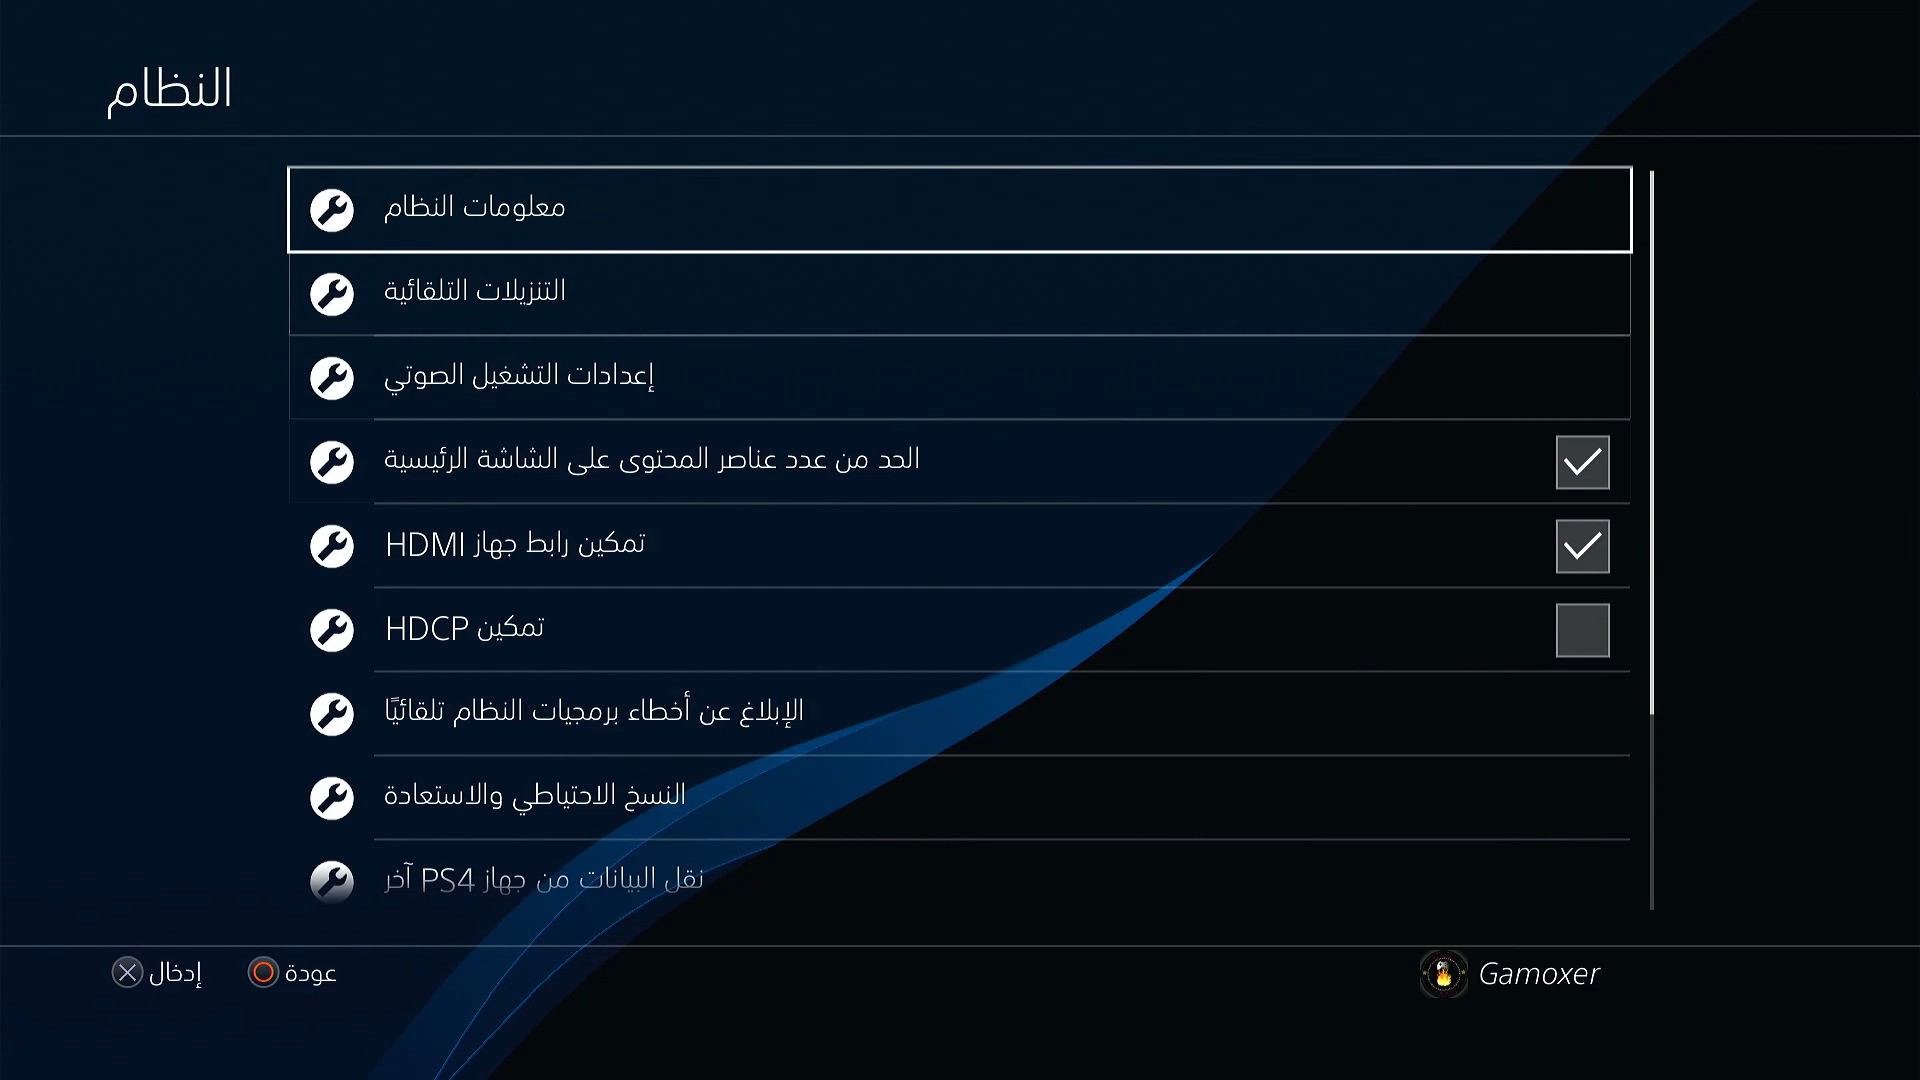 النظام
معلومات النظام
التنزيلات التلقائية
إعدادات التشغيل الصوتي
الحد من عدد عناصر المحتوى على الشاشة الرئيسية
تمكين رابط جهاز HDMI
تمكين HDCP
الإبلاغ عن أخطاء برمجيات النظام تلقائيًا
النسخ الاحتياطي والاستعادة
نقل البيانات من جهاز PS4 آخر
إدخال
عودة
Gamoxer